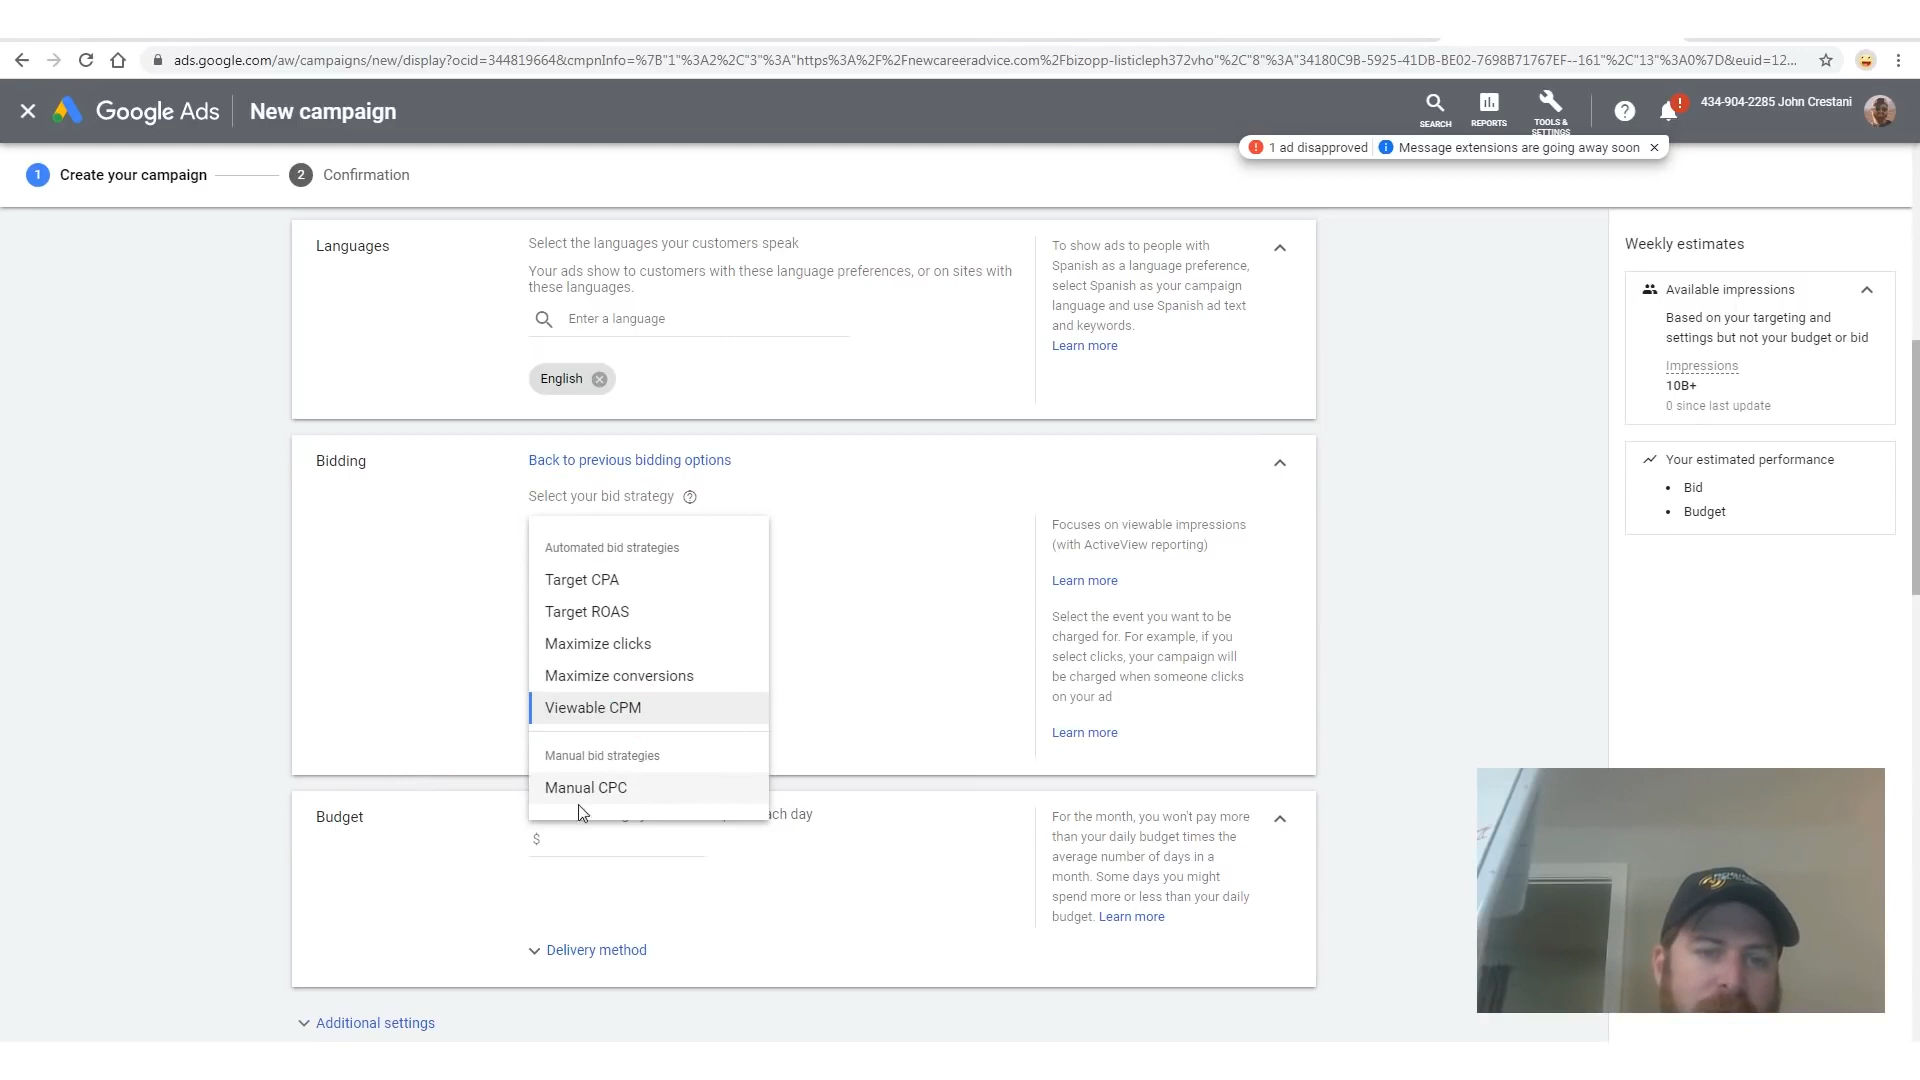 ads.google.com/aw/campaigns/new/display?ocid=344819664&cmpnInfo=%7B"1"%3A2%2C"3"%3A"https%3A%2F%2Fnewcareeradvice.com%2Fbizopp-listicleph372vho"%2C"8"%3A"34180C9B-5925-41DB-BE02-7698B71767EF--161"%2C"13"%3A0%7D&euid=12...
Google Ads
New campaign
SEARCH
REPORTS
TOOLS &
SETTINGS
434-904-2285 John Crestani
1 ad disapproved
Message extensions are going away soon
1
Create your campaign
2
Confirmation
Languages
Select the languages your customers speak
Your ads show to customers with these language preferences, or on sites with
these languages.
Enter a language
English
To show ads to people with
Spanish as a language preference,
select Spanish as your campaign
language and use Spanish ad text
and keywords.
Learn more
Bidding
Back to previous bidding options
Select your bid strategy
Automated bid strategies
Target CPA
Target ROAS
Maximize clicks
Maximize conversions
Viewable CPM
Manual bid strategies
Manual CPC
Focuses on viewable impressions
(with ActiveView reporting)
Learn more
Select the event you want to be
charged for. For example, if you
select clicks, your campaign will
be charged when someone clicks
on your ad
Learn more
Budget
ach day
$
Delivery method
For the month, you won't pay more
than your daily budget times the
average number of days in a
month. Some days you might
spend more or less than your daily
budget. Learn more
Additional settings
Weekly estimates
Available impressions
Based on your targeting and
settings but not your budget or bid
Impressions
10B+
0 since last update
Your estimated performance
• Bid
• Budget